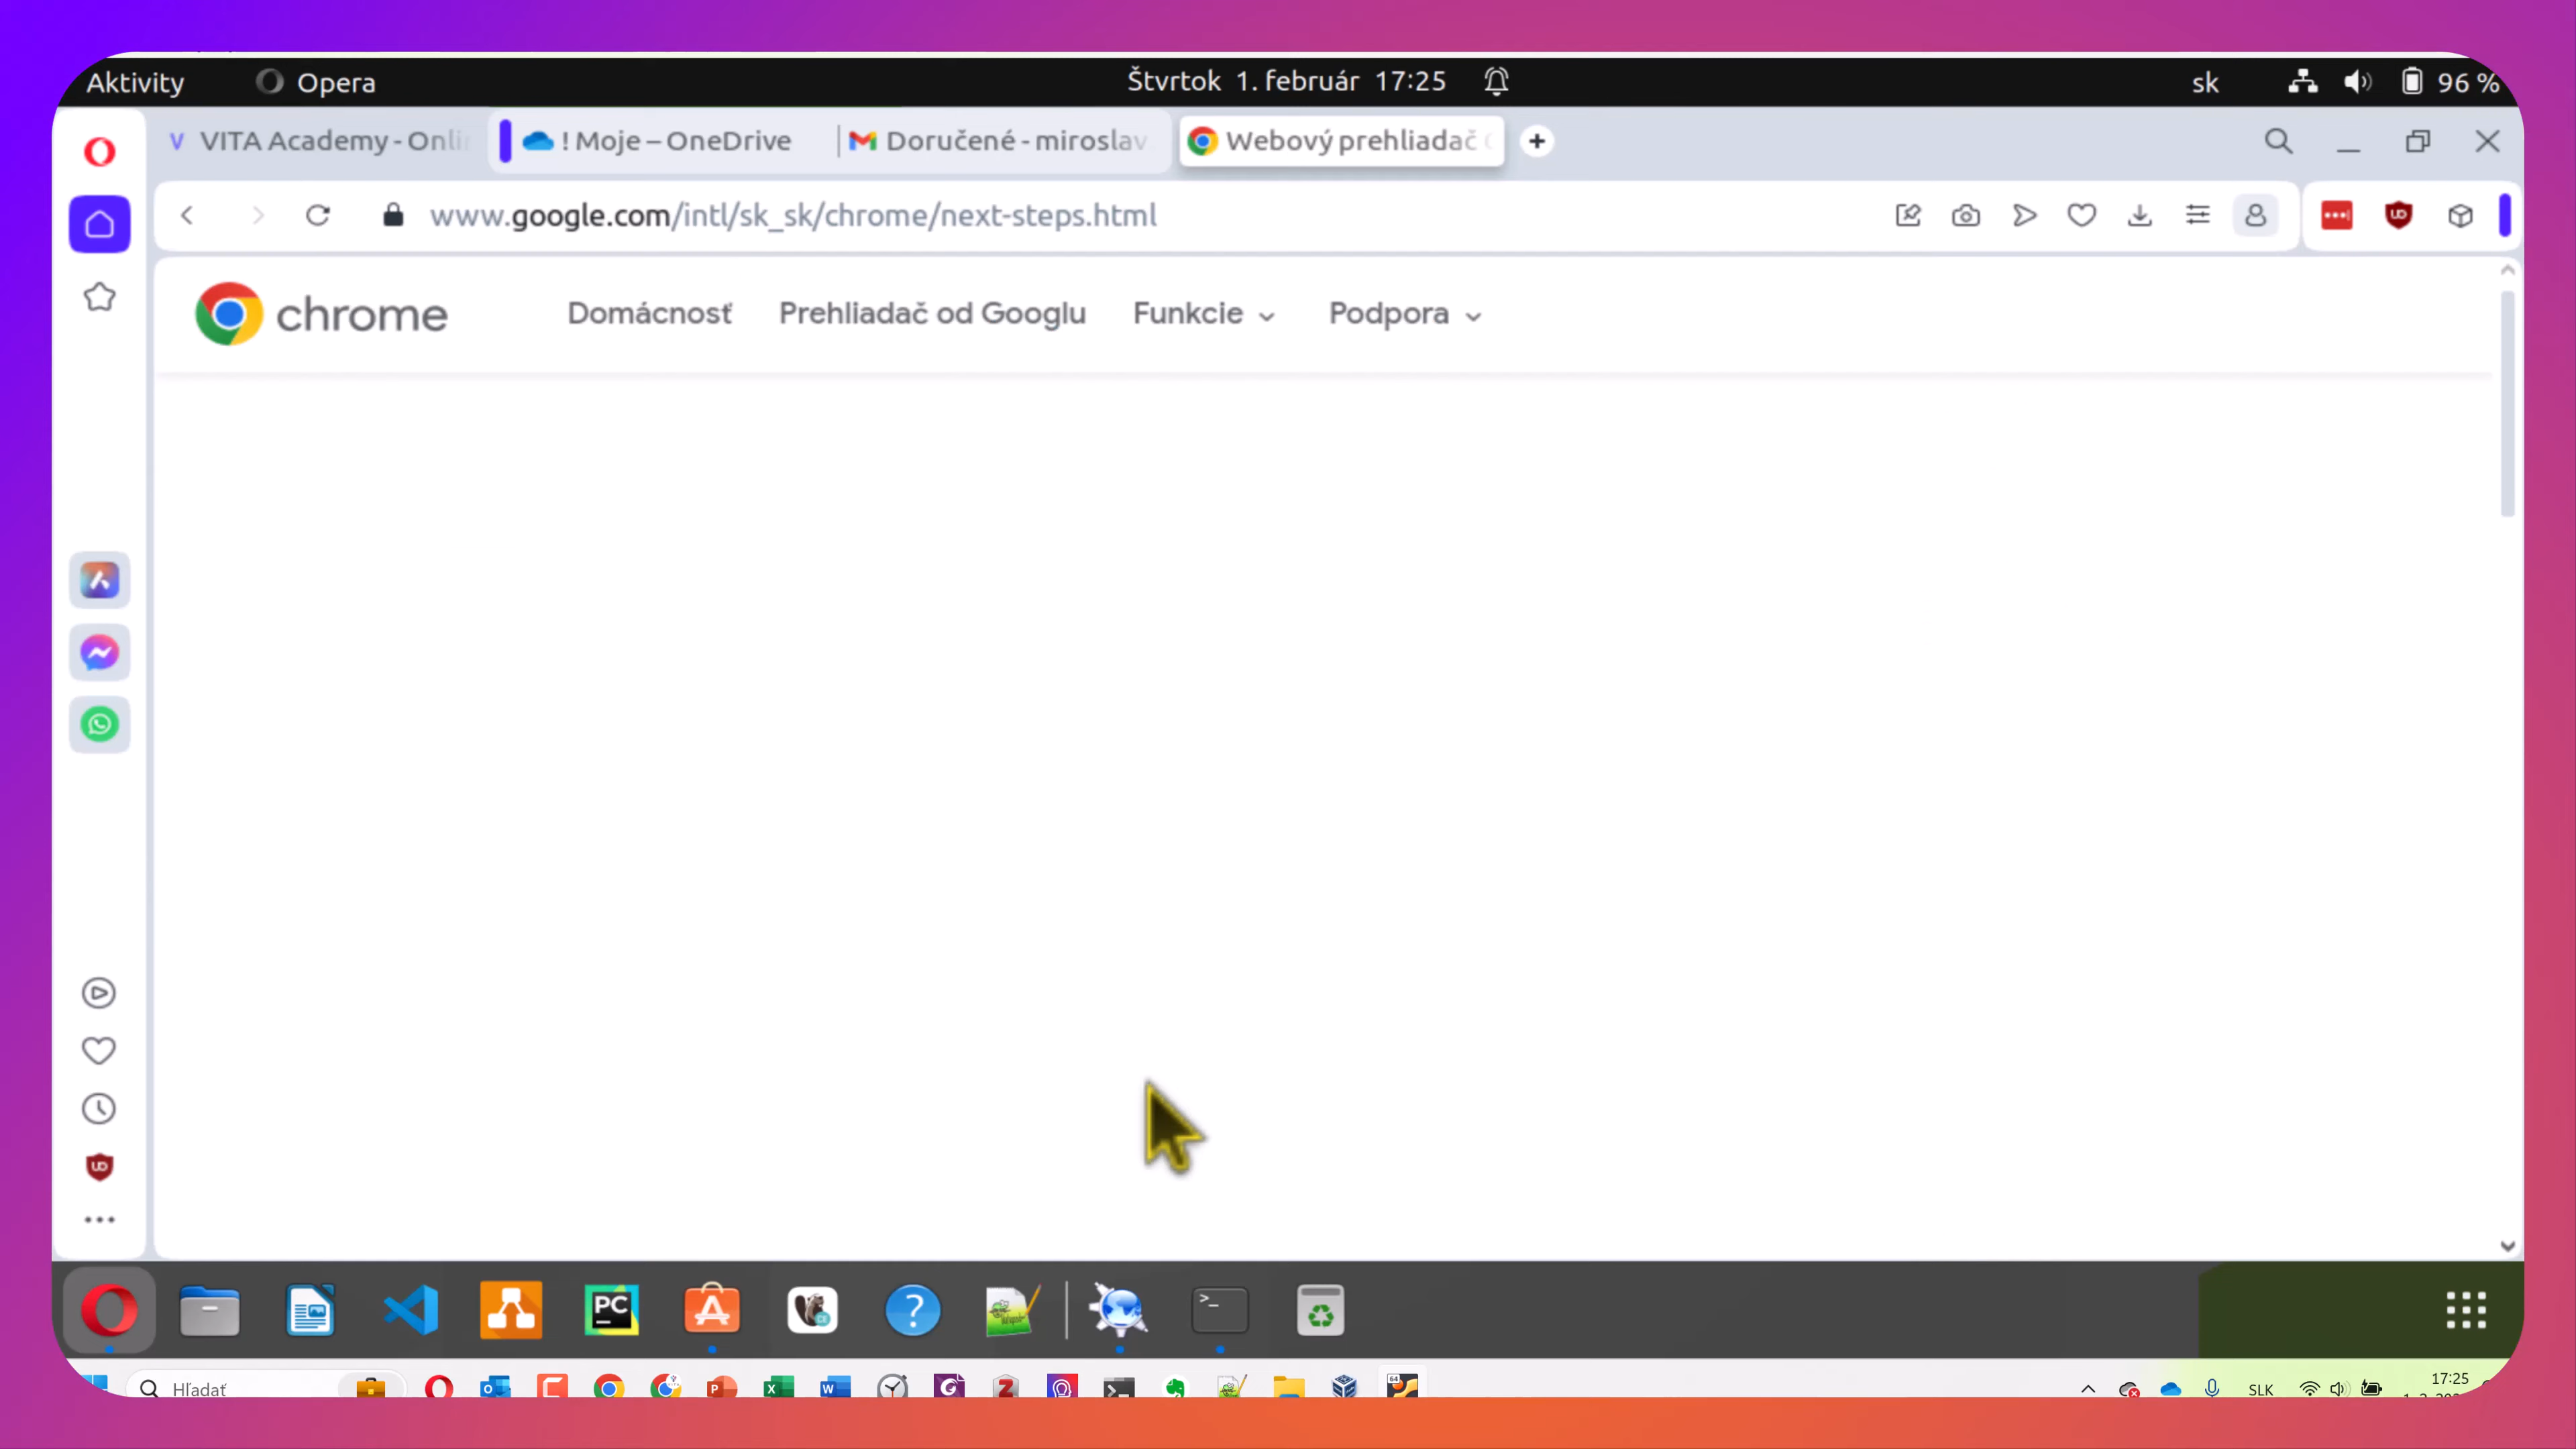 Aktivity Opera Štvrtok 1. február 17:25 sk 96 %
VITA Academy - Onli ! Moje – OneDrive Doručené - miroslav Webový prehliadač
www.google.com/intl/sk_sk/chrome/next-steps.html
chrome Domácnosť Prehliadač od Googlu Funkcie Podpora
PC
Hľadať SLK 17:25